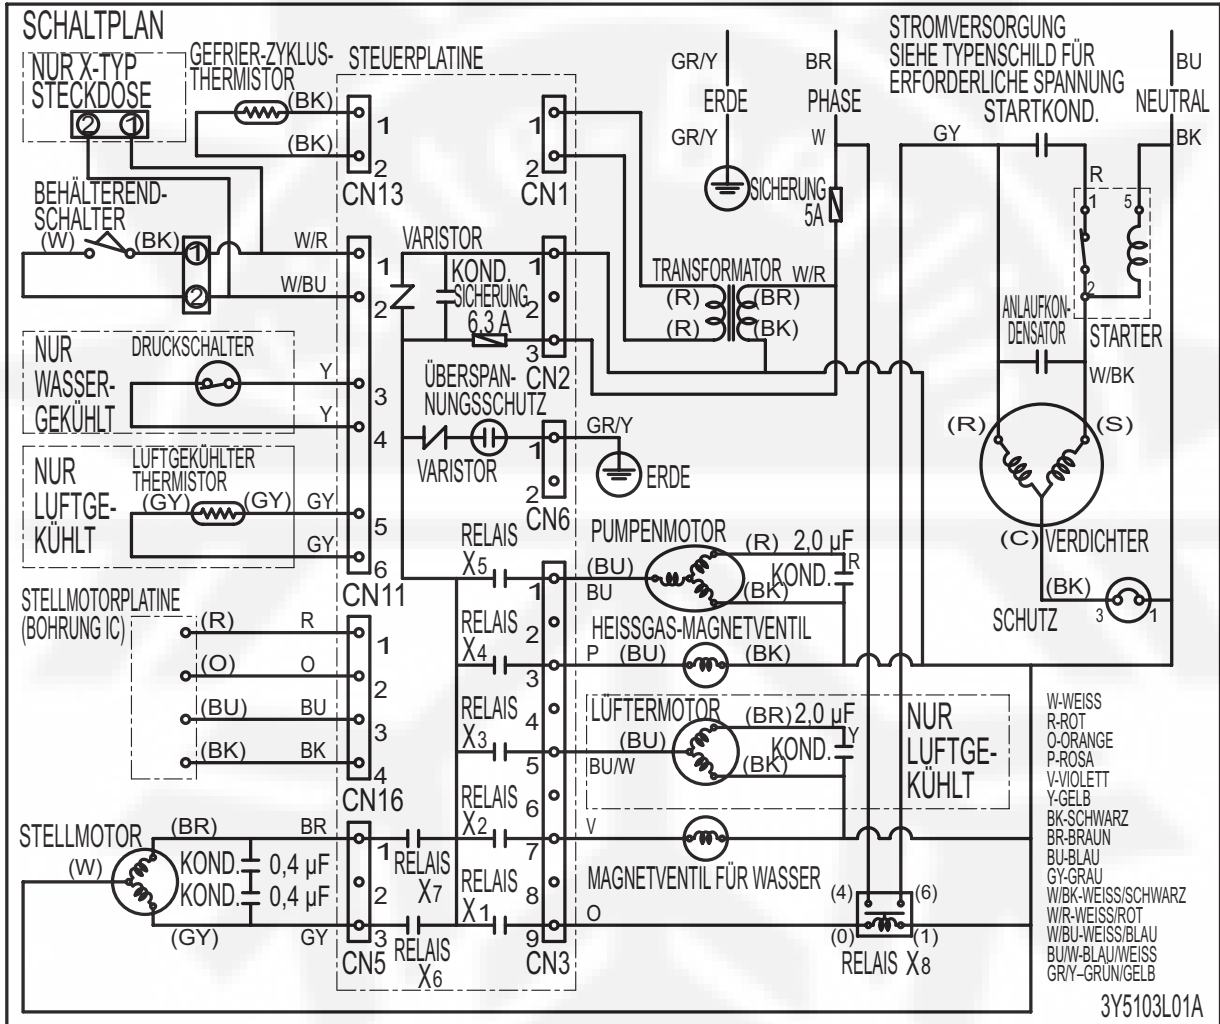 SCHALTPLAN
NUR X-TYP
STECKDOSE
2 1
GEFRIER-ZYKLUS-
THERMISTOR
(BK)
(BK)
STEUERPLATINE
1
2
CN13
1
2
CN1
GR/Y
ERDE
GR/Y
BR
PHASE
W
SICHERUNG
5A
STROMVERSORGUNG
SIEHE TYPENSCHILD FÜR
ERFORDERLICHE SPANNUNG
STARTKOND.
GY
BU
NEUTRAL
BK
R
1 5
2
STARTER
BEHÄLTEREND-
SCHALTER
(W) (BK) 1
2
W/R
W/BU
1
2
VARISTOR
KOND.
SICHERUNG
6,3 A
1
2
3
CN2
TRANSFORMATOR
W/R
(R) (BR)
(R) (BK)
ANLAUFKON-
DENSATOR
W/BK
NUR
WASSER-
GEKÜHLT
DRUCKSCHALTER
Y
Y
3
4
ÜBERSPAN-
NUNGSSCHUTZ
VARISTOR
1
2
CN6
GR/Y
ERDE
(R) (S)
(C) VERDICHTER
(BK)
SCHUTZ
3 1
NUR
LUFTGE-
KÜHLT
LUFTGEKÜHLTER
THERMISTOR
(GY) (GY) GY
GY
5
6
CN11
RELAIS
X5
1
(BU)
BU
PUMPENMOTOR
(R) 2,0 µF
KOND. R
(BK)
STELLMOTORPLATINE
(BOHRUNG IC)
(R) R 1
(O) O 2
(BU) BU 3
(BK) BK 4
CN16
RELAIS
X4
2
3
HEISSGAS-MAGNETVENTIL
P (BU) (BK)
RELAIS
X3
4
5
LÜFTERMOTOR
(BU)
BU/W
(BR) 2,0 µF
KOND. Y
(BK)
NUR
LUFTGE-
KÜHLT
STELLMOTOR
(W)
(BR) BR
KOND. 0,4 µF
KOND. 0,4 µF
(GY) GY
1
2
3
CN5
RELAIS
X7
RELAIS
X6
RELAIS
X2
6
7
V
MAGNETVENTIL FÜR WASSER
RELAIS
X1
8
9
CN3
O
(4) (6)
(0) (1)
RELAIS X8
W-WEISS
R-ROT
O-ORANGE
P-ROSA
V-VIOLETT
Y-GELB
BK-SCHWARZ
BR-BRAUN
BU-BLAU
GY-GRAU
W/BK-WEISS/SCHWARZ
W/R-WEISS/ROT
W/BU-WEISS/BLAU
BU/W-BLAU/WEISS
GR/Y–GRÜN/GELB
3Y5103L01A